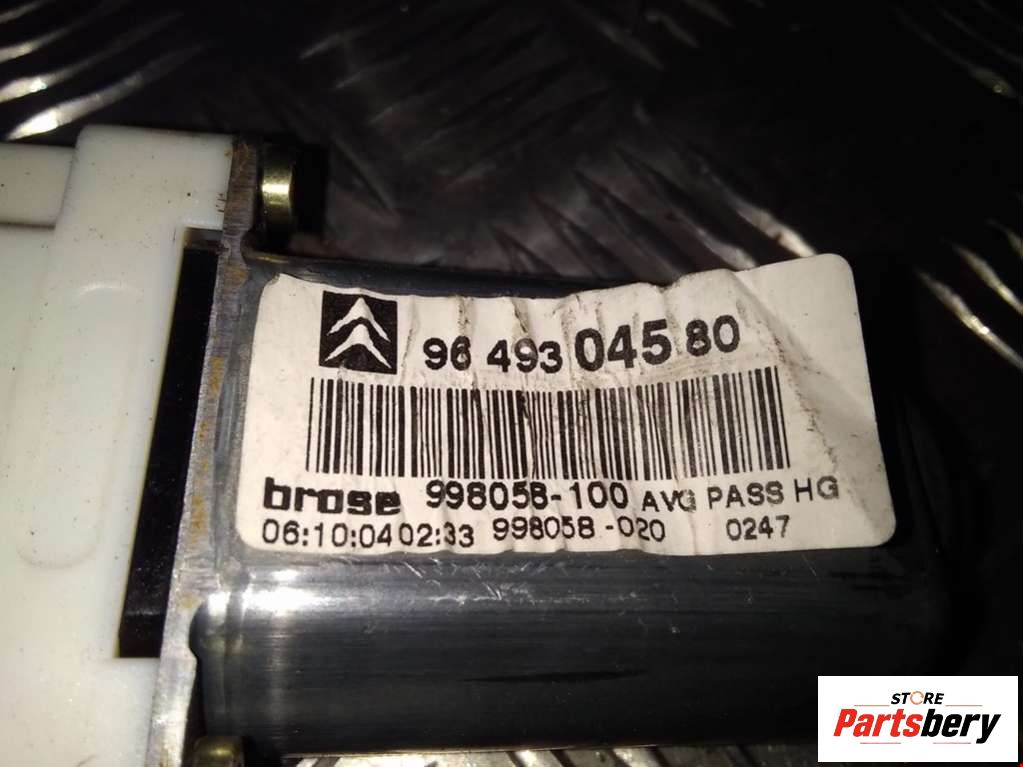 96 493 045 80
brose 998058-100 AVG PASS HG
06:10:04 02:33 998058-020 0247
STORE
Partsbery